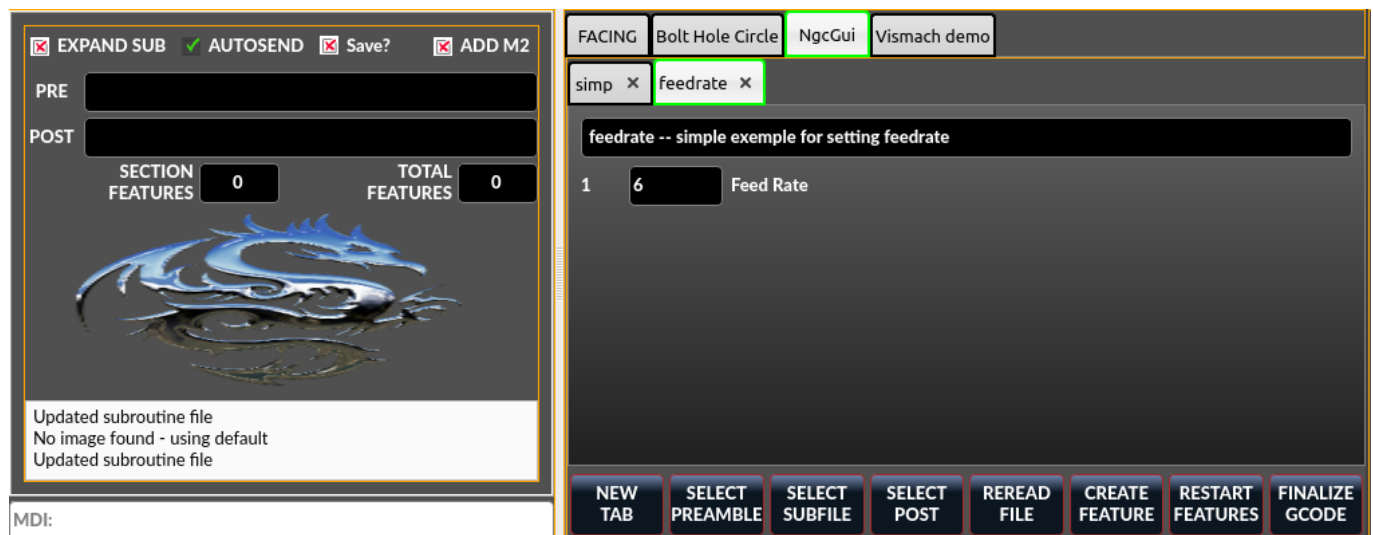 EXPAND SUB AUTOSEND Save? ADD M2
PRE
POST
SECTION
FEATURES
0
TOTAL
FEATURES
0
Updated subroutine file
No image found - using default
Updated subroutine file
MDI:
FACING Bolt Hole Circle NgcGui Vismach demo
simp feedrate
feedrate -- simple exemple for setting feedrate
1 6 Feed Rate
NEW
TAB
SELECT
PREAMBLE
SELECT
SUBFILE
SELECT
POST
REREAD
FILE
CREATE
FEATURE
RESTART
FEATURES
FINALIZE
GCODE